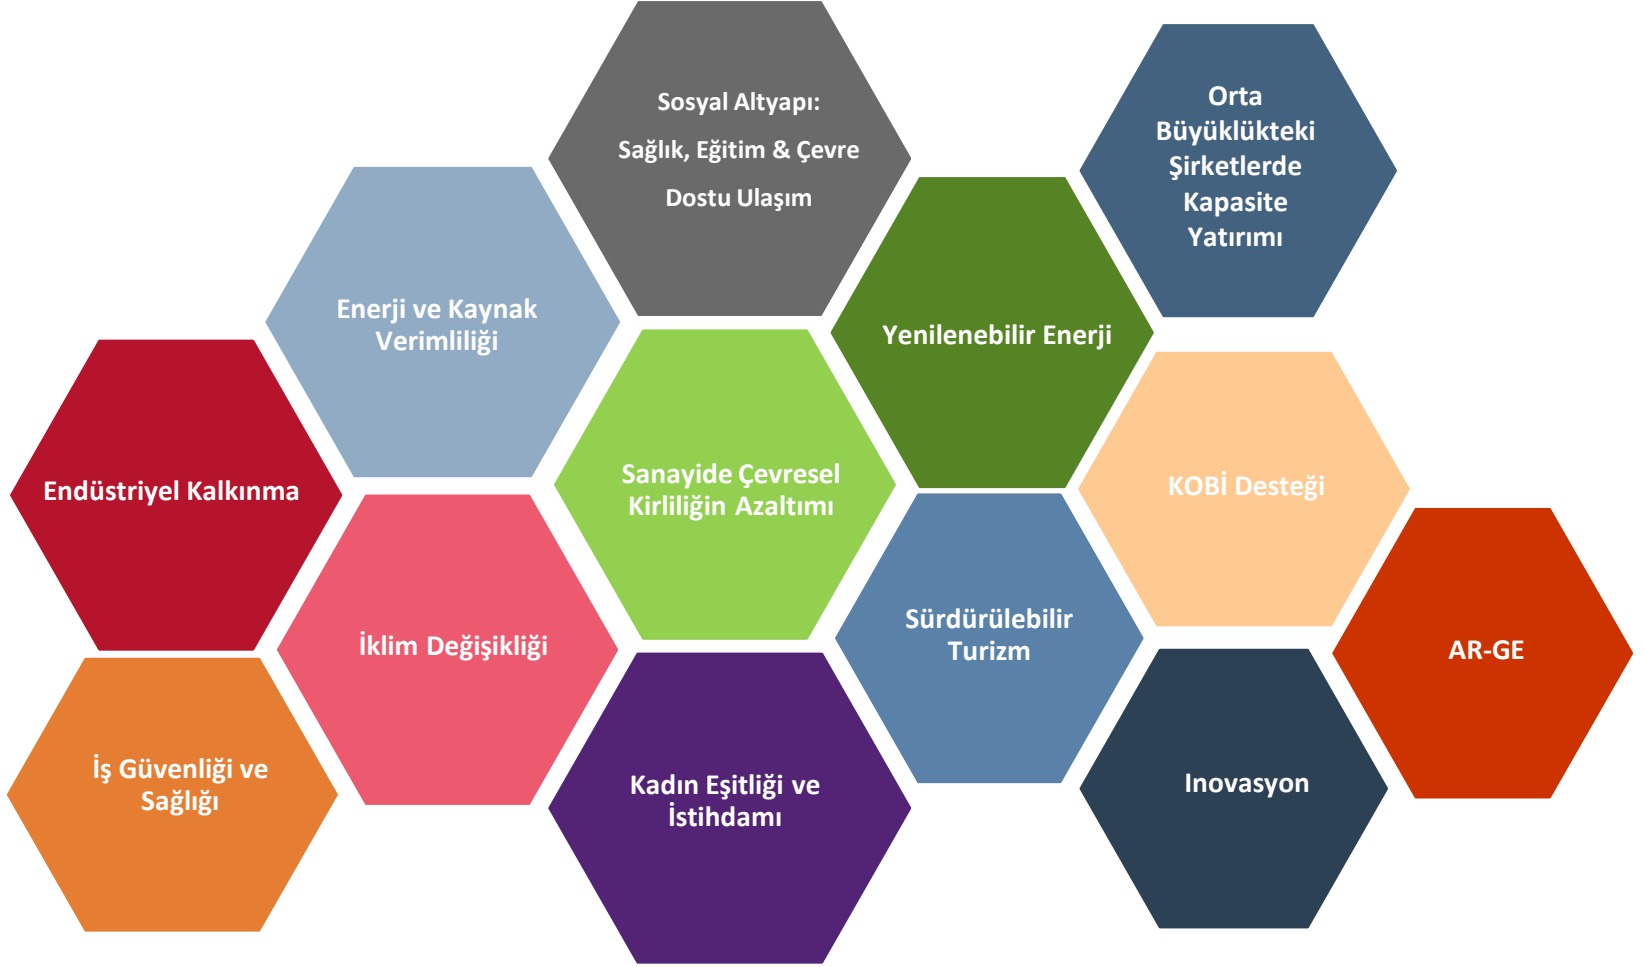 Sosyal Altyapı:
Sağlık, Eğitim & Çevre
Dostu Ulaşım
Orta
Büyüklükteki
Şirketlerde
Kapasite
Yatırımı
Enerji ve Kaynak
Verimliliği
Yenilenebilir Enerji
Endüstriyel Kalkınma
Sanayide Çevresel
Kirliliğin Azaltımı
KOBİ Desteği
İklim Değişikliği
Sürdürülebilir
Turizm
AR-GE
İş Güvenliği ve
Sağlığı
Kadın Eşitliği ve
İstihdamı
Inovasyon